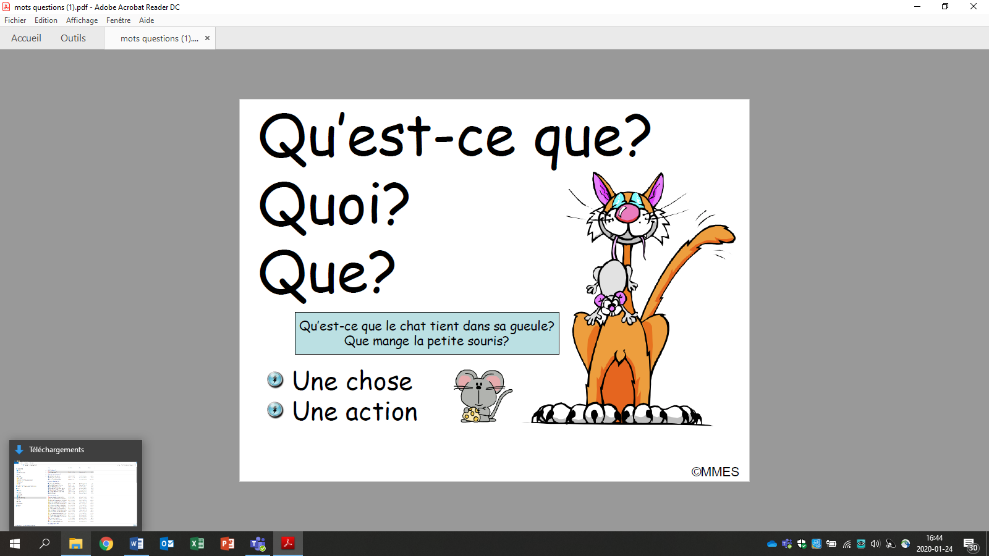 mots questions (1).pdf - Adobe Acrobat Reader DC
Fichier Edition Affichage Fenêtre Aide
Accueil Outils mots questions (1).... ×
Qu'est-ce que?
Quoi?
Que?
Qu'est-ce que le chat tient dans sa gueule?
Que mange la petite souris?
Une chose
Une action
©MMES
Téléchargements
16:44
2020-01-24
30